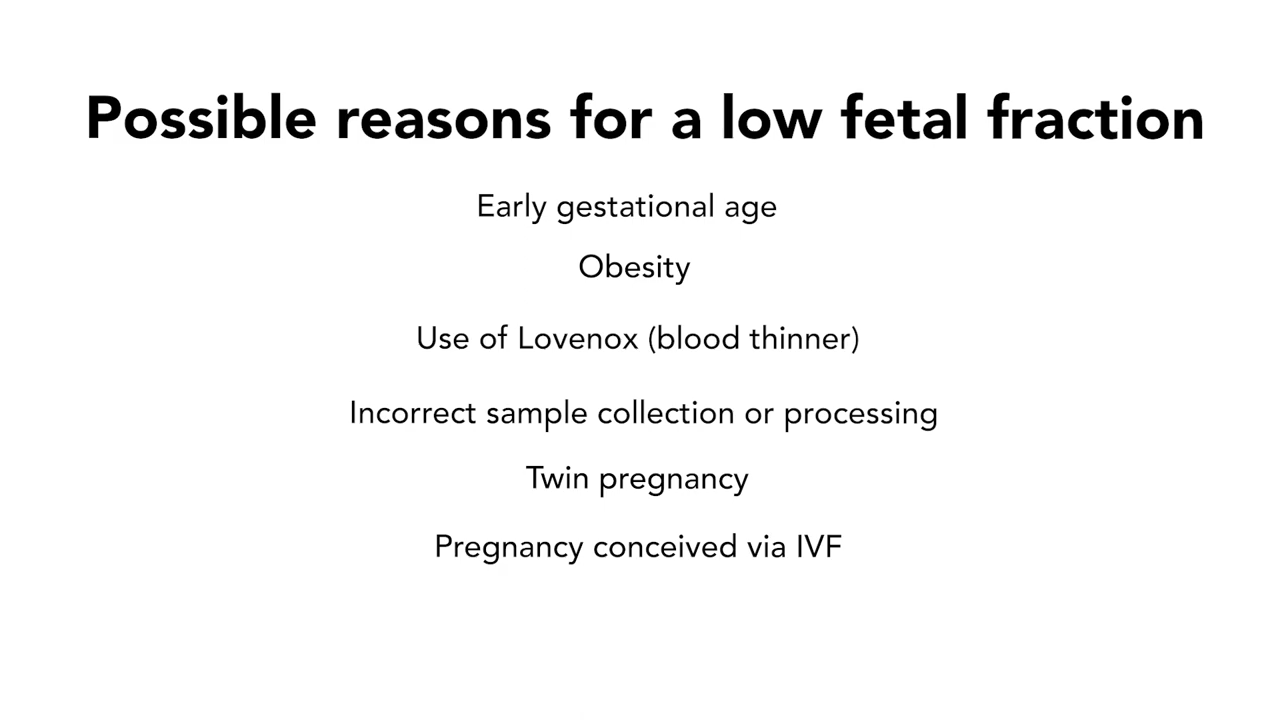 Possible reasons for a low fetal fraction
Early gestational age
Obesity
Use of Lovenox (blood thinner)
Incorrect sample collection or processing
Twin pregnancy
Pregnancy conceived via IVF